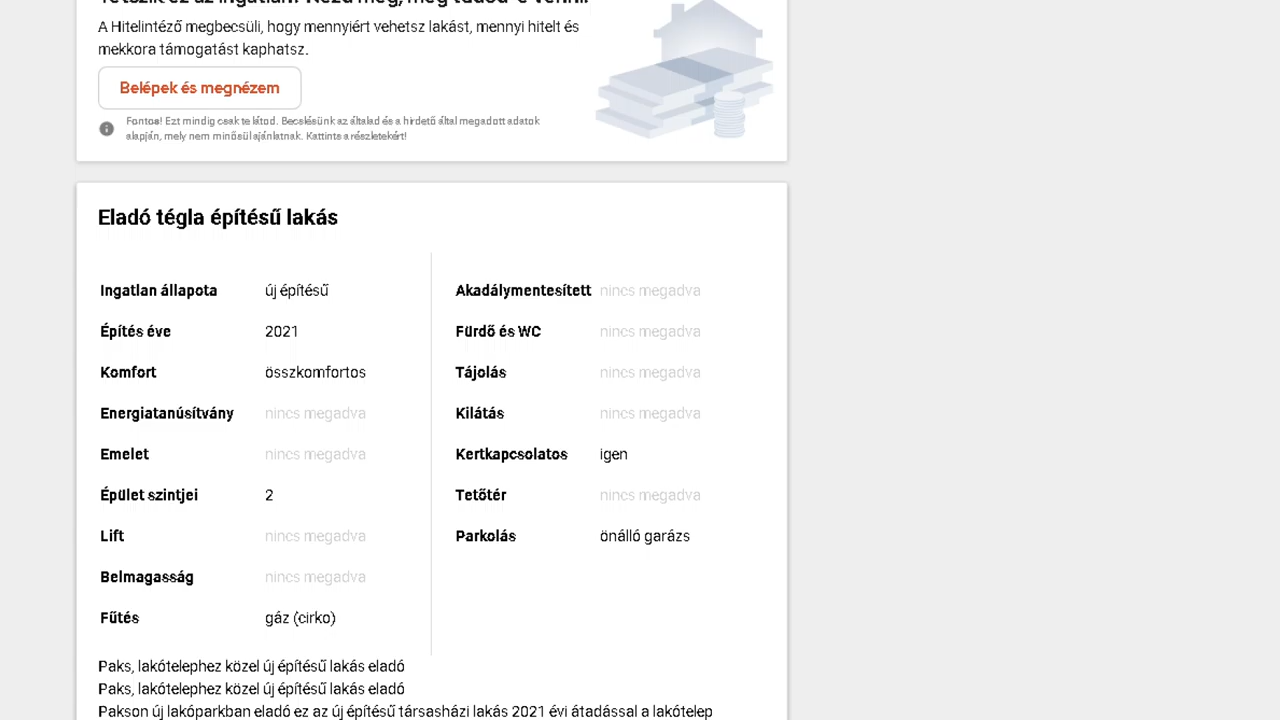 A Hitelintéző megbecsüli, hogy mennyiért vehetsz lakást, mennyi hitelt és
mekkora támogatást kaphatsz.
Belépek és megnézem
Fontos! Ezt mindig csak te látod. Becslésünk az általad és a hirdető által megadott adatok
alapján, mely nem minősül ajánlatnak. Kattints a részletekért!
Eladó tégla építésű lakás
Ingatlan állapota új építésű
Építés éve 2021
Komfort összkomfortos
Energiatanúsítvány nincs megadva
Emelet nincs megadva
Épület szintjei 2
Lift nincs megadva
Belmagasság nincs megadva
Fűtés gáz (cirko)
Akadálymentesített nincs megadva
Fürdő és WC nincs megadva
Tájolás nincs megadva
Kilátás nincs megadva
Kertkapcsolatos igen
Tetőtér nincs megadva
Parkolás önálló garázs
Paks, lakótelephez közel új építésű lakás eladó
Paks, lakótelephez közel új építésű lakás eladó
Pakson új lakóparkban eladó ez az új építésű társasházi lakás 2021 évi átadással a lakótelep